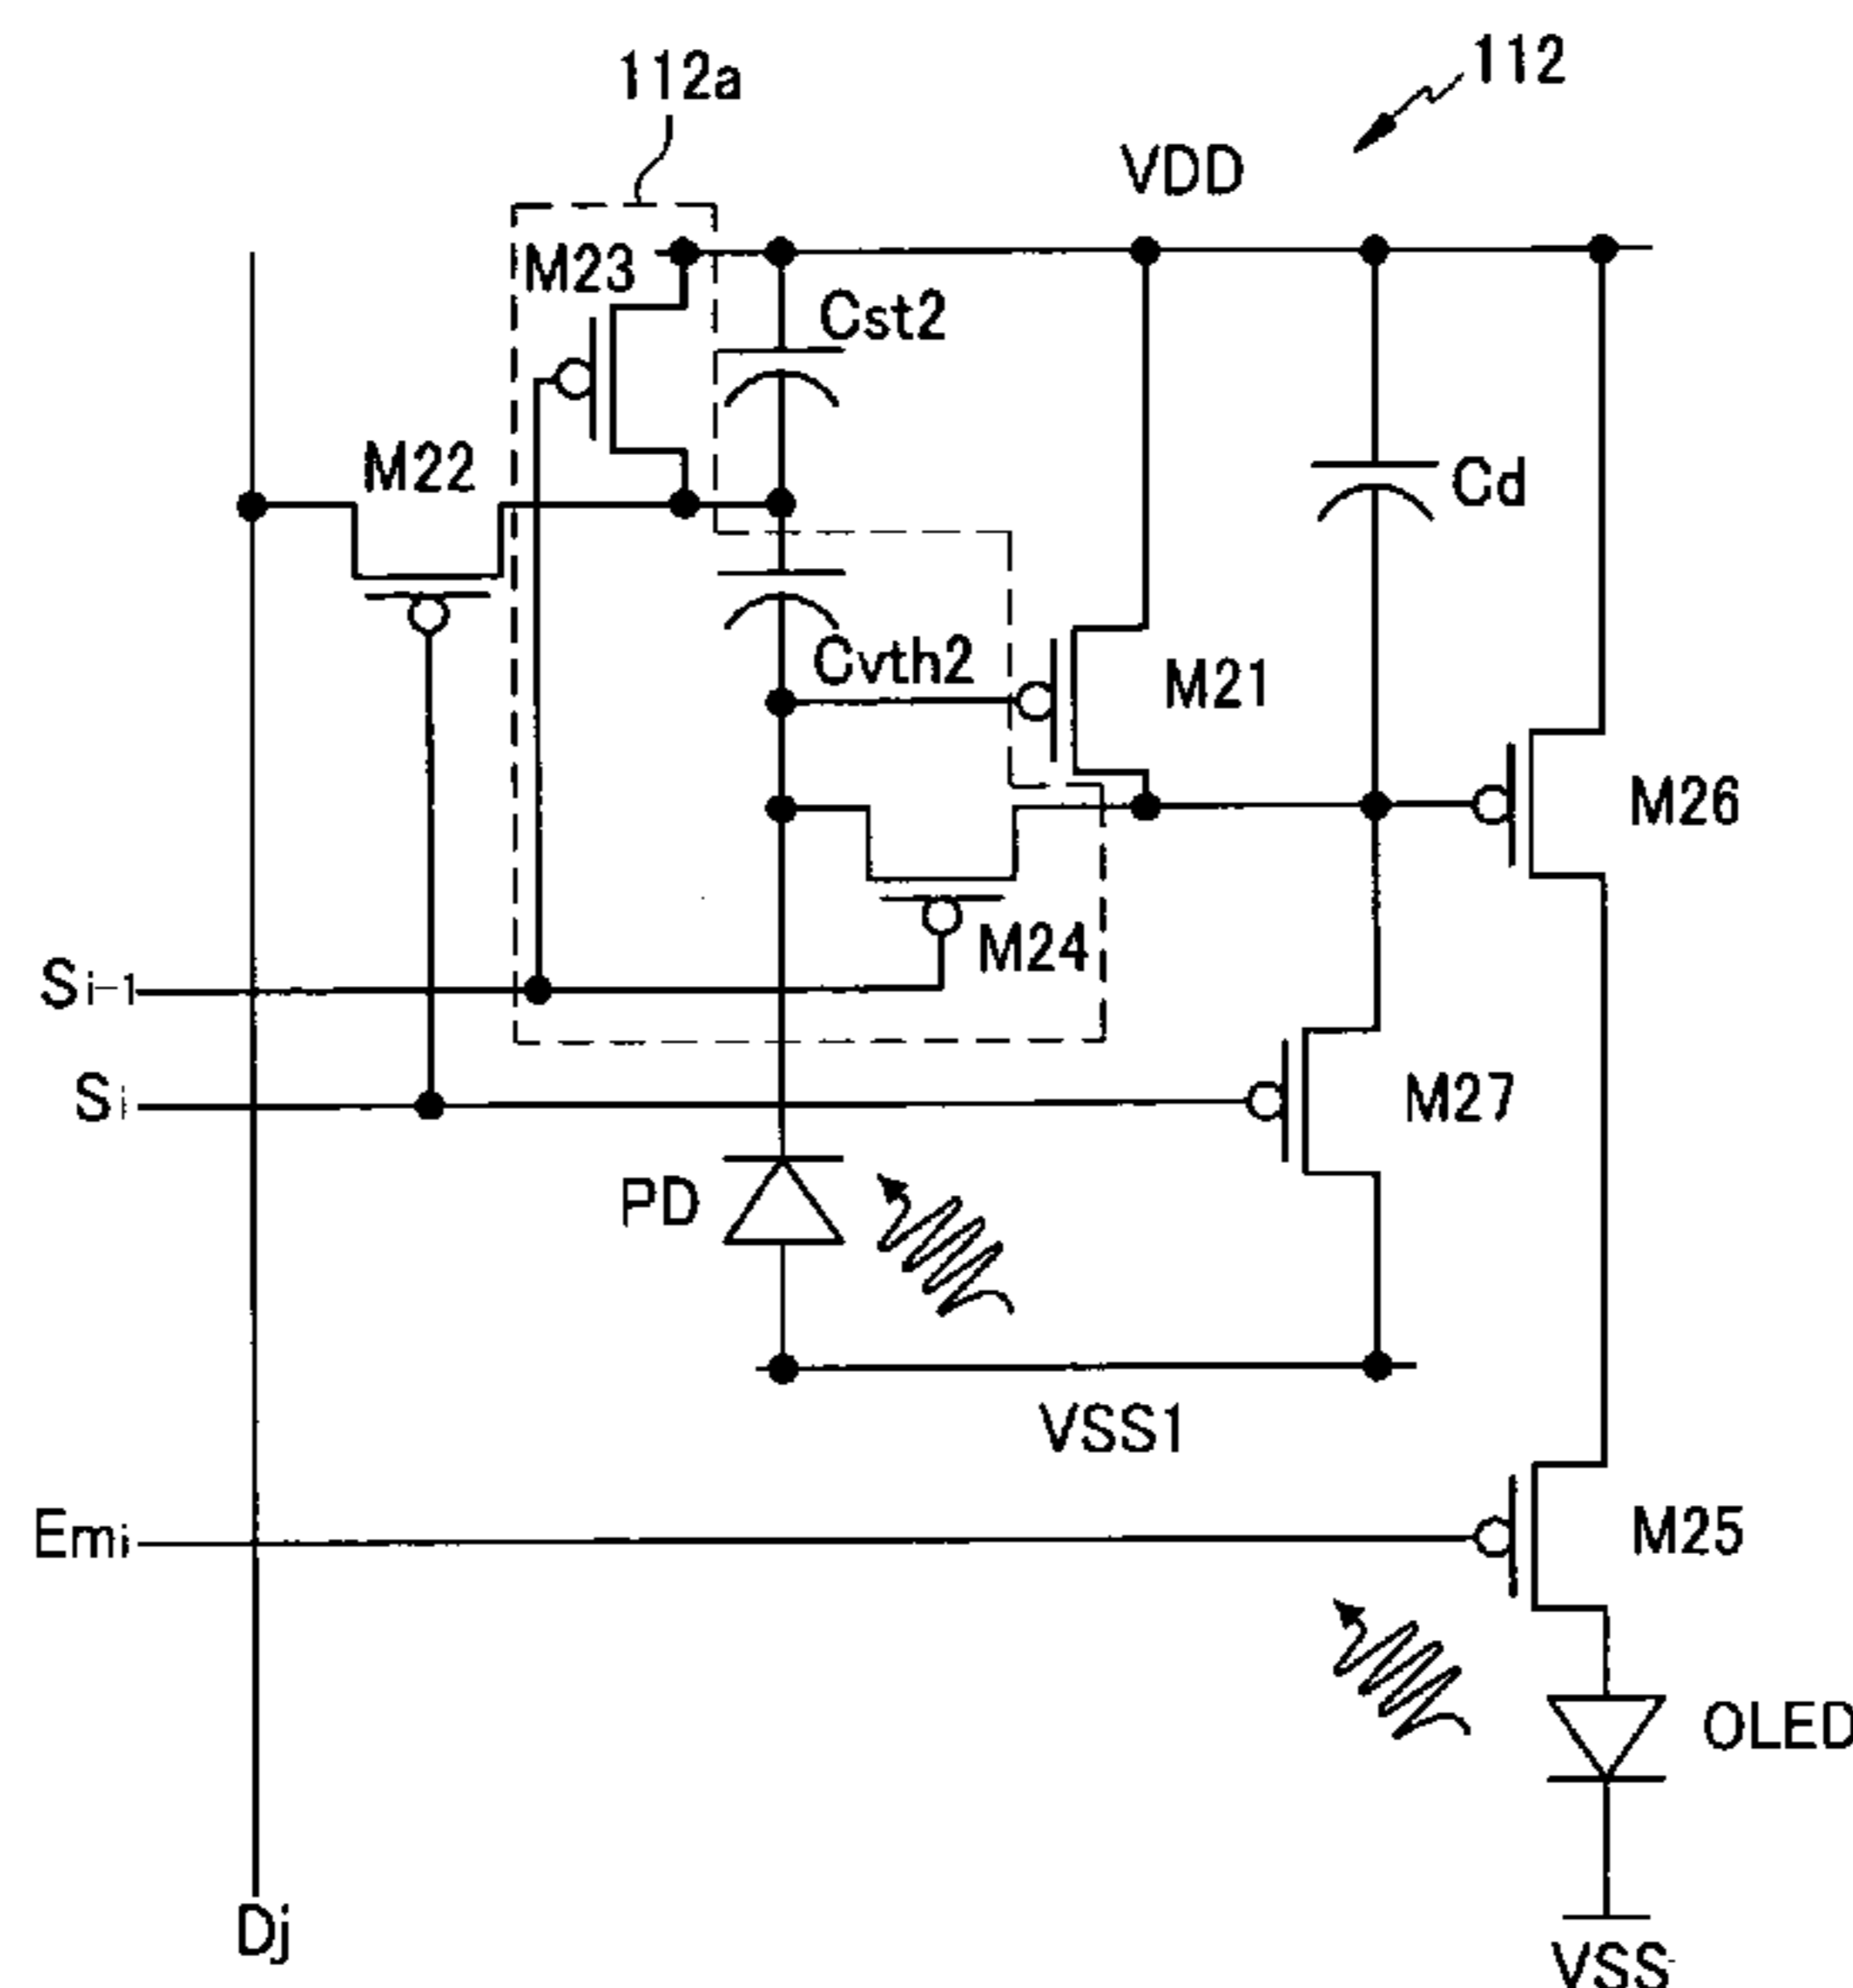 112a
112
VDD
M23
Cst2
M22
Cd
Cvth2
M21
M26
M24
Si-1
Si
M27
PD
VSS1
Emi
M25
OLED
Dj
VSS